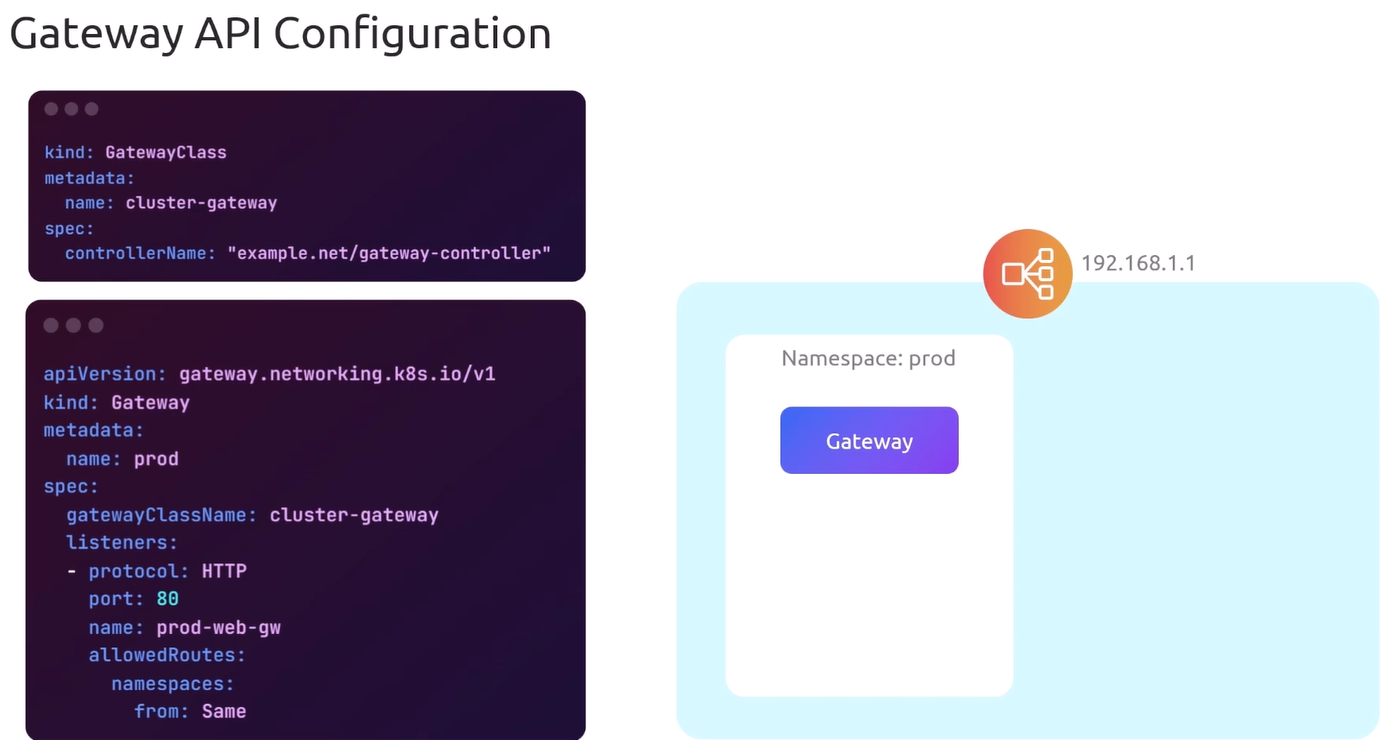 Gateway API Configuration
kind: GatewayClass
metadata:
  name: cluster-gateway
spec:
  controllerName: "example.net/gateway-controller"
apiVersion: gateway.networking.k8s.io/v1
kind: Gateway
metadata:
  name: prod
spec:
  gatewayClassName: cluster-gateway
  listeners:
  - protocol: HTTP
    port: 80
    name: prod-web-gw
    allowedRoutes:
      namespaces:
        from: Same
192.168.1.1
Namespace: prod
Gateway